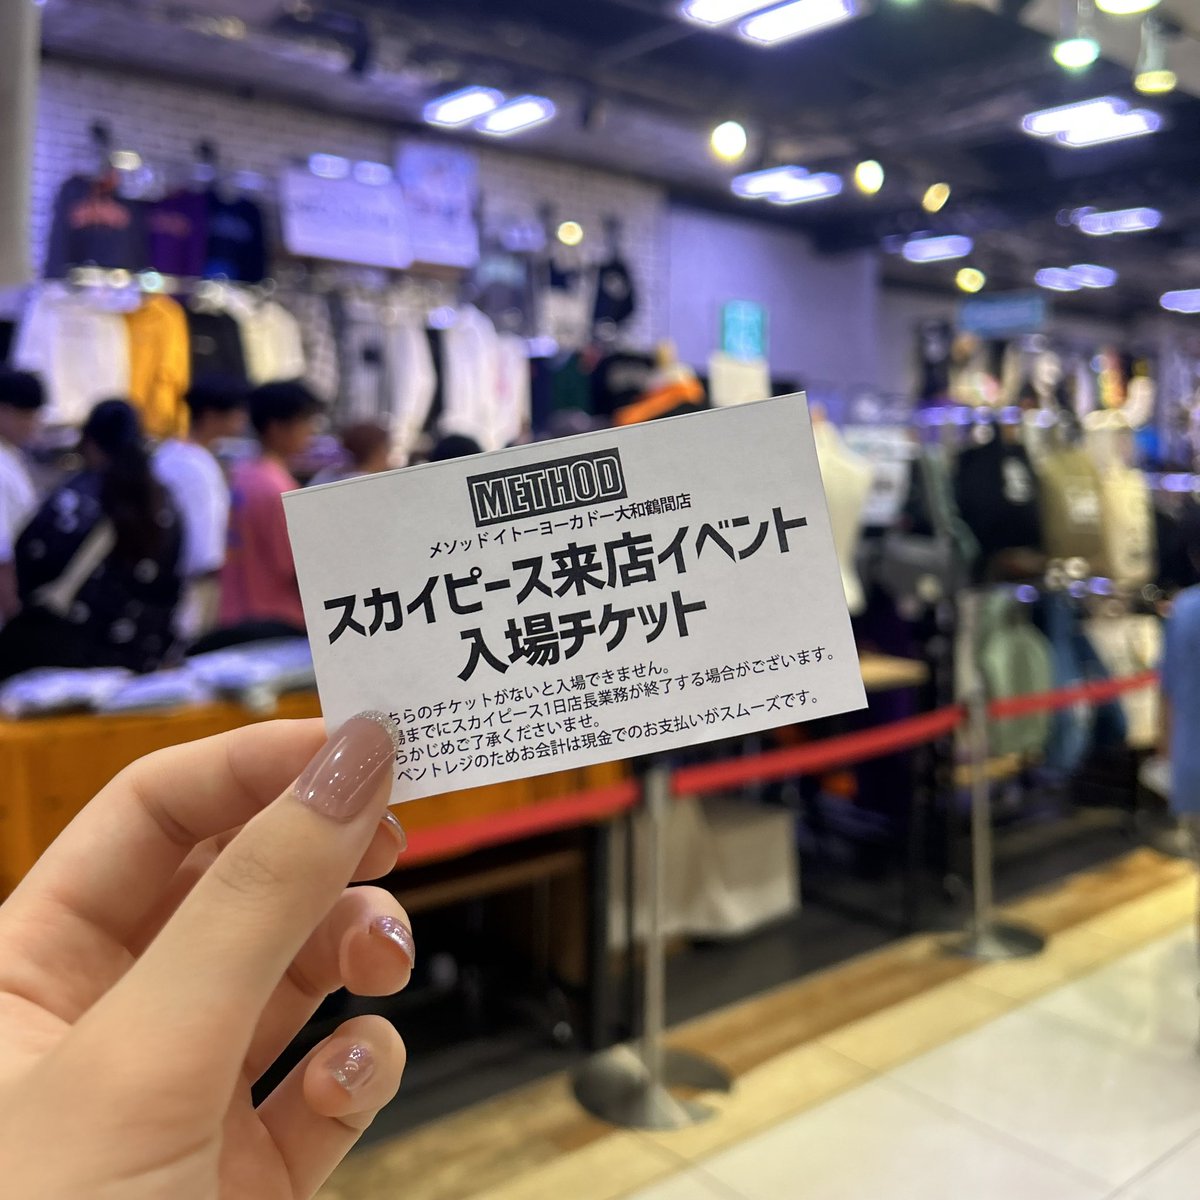 METHOD
メソッド イトーヨーカドー大和鶴間店
スカイピース来店イベント
入場チケット
ちらのチケットがないと入場できません。
場までにスカイピース1日店長業務が終了する場合がございます。
らかじめご了承くださいませ。
ベントレジのためお会計は現金でのお支払いがスムーズです。